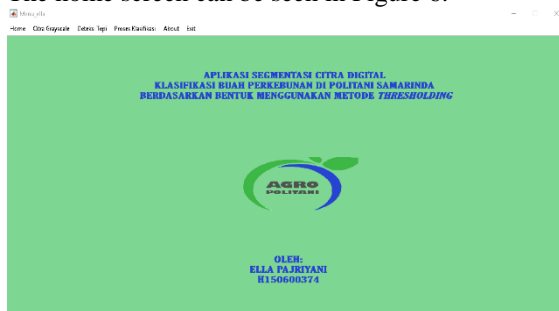 The home screen can be seen in Figure 6.
Menu_ella
Home Citra Grayscale Deteksi Tepi Proses Klasifikasi About Exit
APLIKASI SEGMENTASI CITRA DIGITAL
KLASIFIKASI BUAH PERKEBUNAN DI POLITANI SAMARINDA
BERDASARKAN BENTUK MENGGUNAKAN METODE THRESHOLDING
AGRO
POLITANI
OLEH:
ELLA PAJRIYANI
H150600374